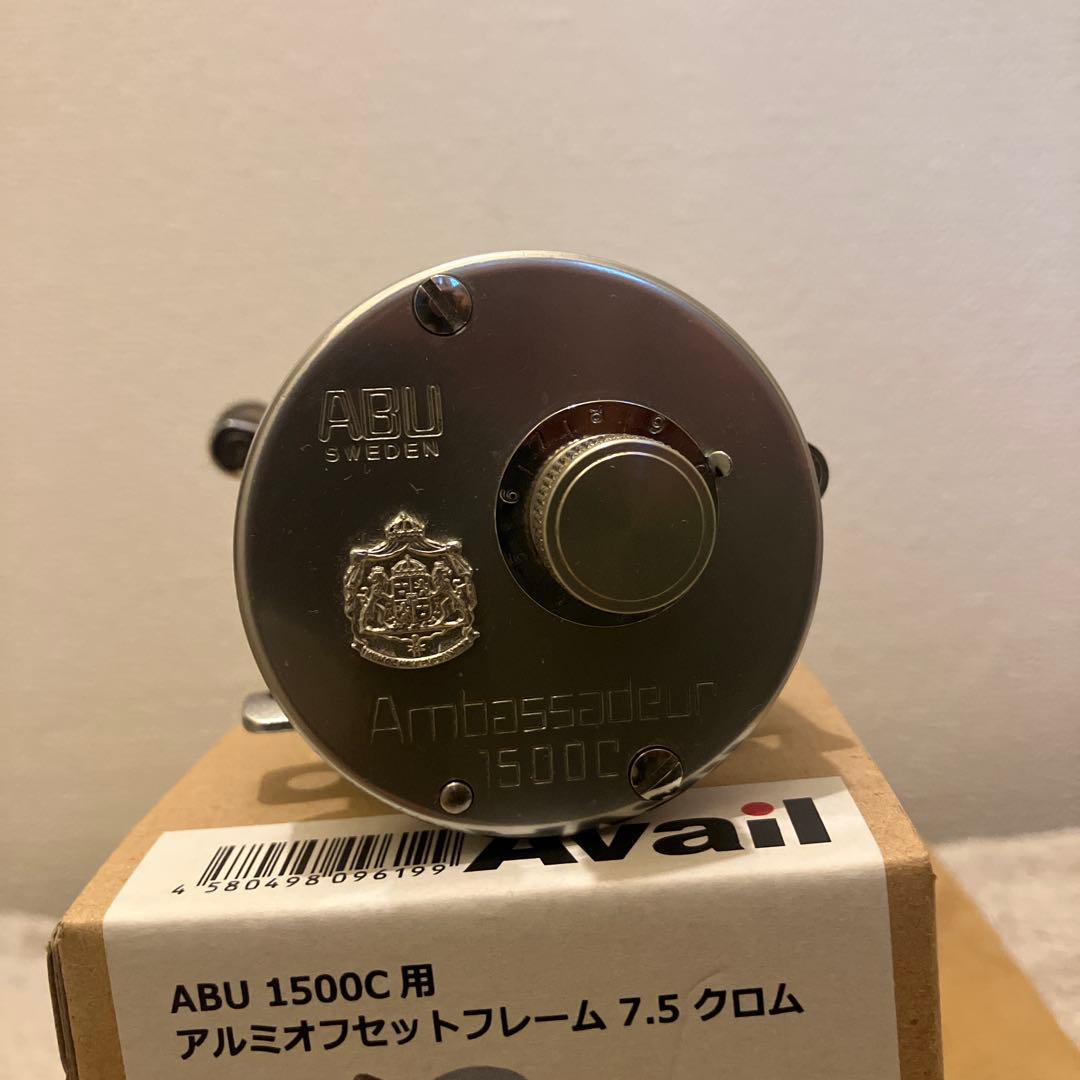 ABU
SWEDEN
Ambassadeur
1500C
Avail
4 580498 096199
ABU 1500C 用
アルミオフセットフレーム 7.5 クロム